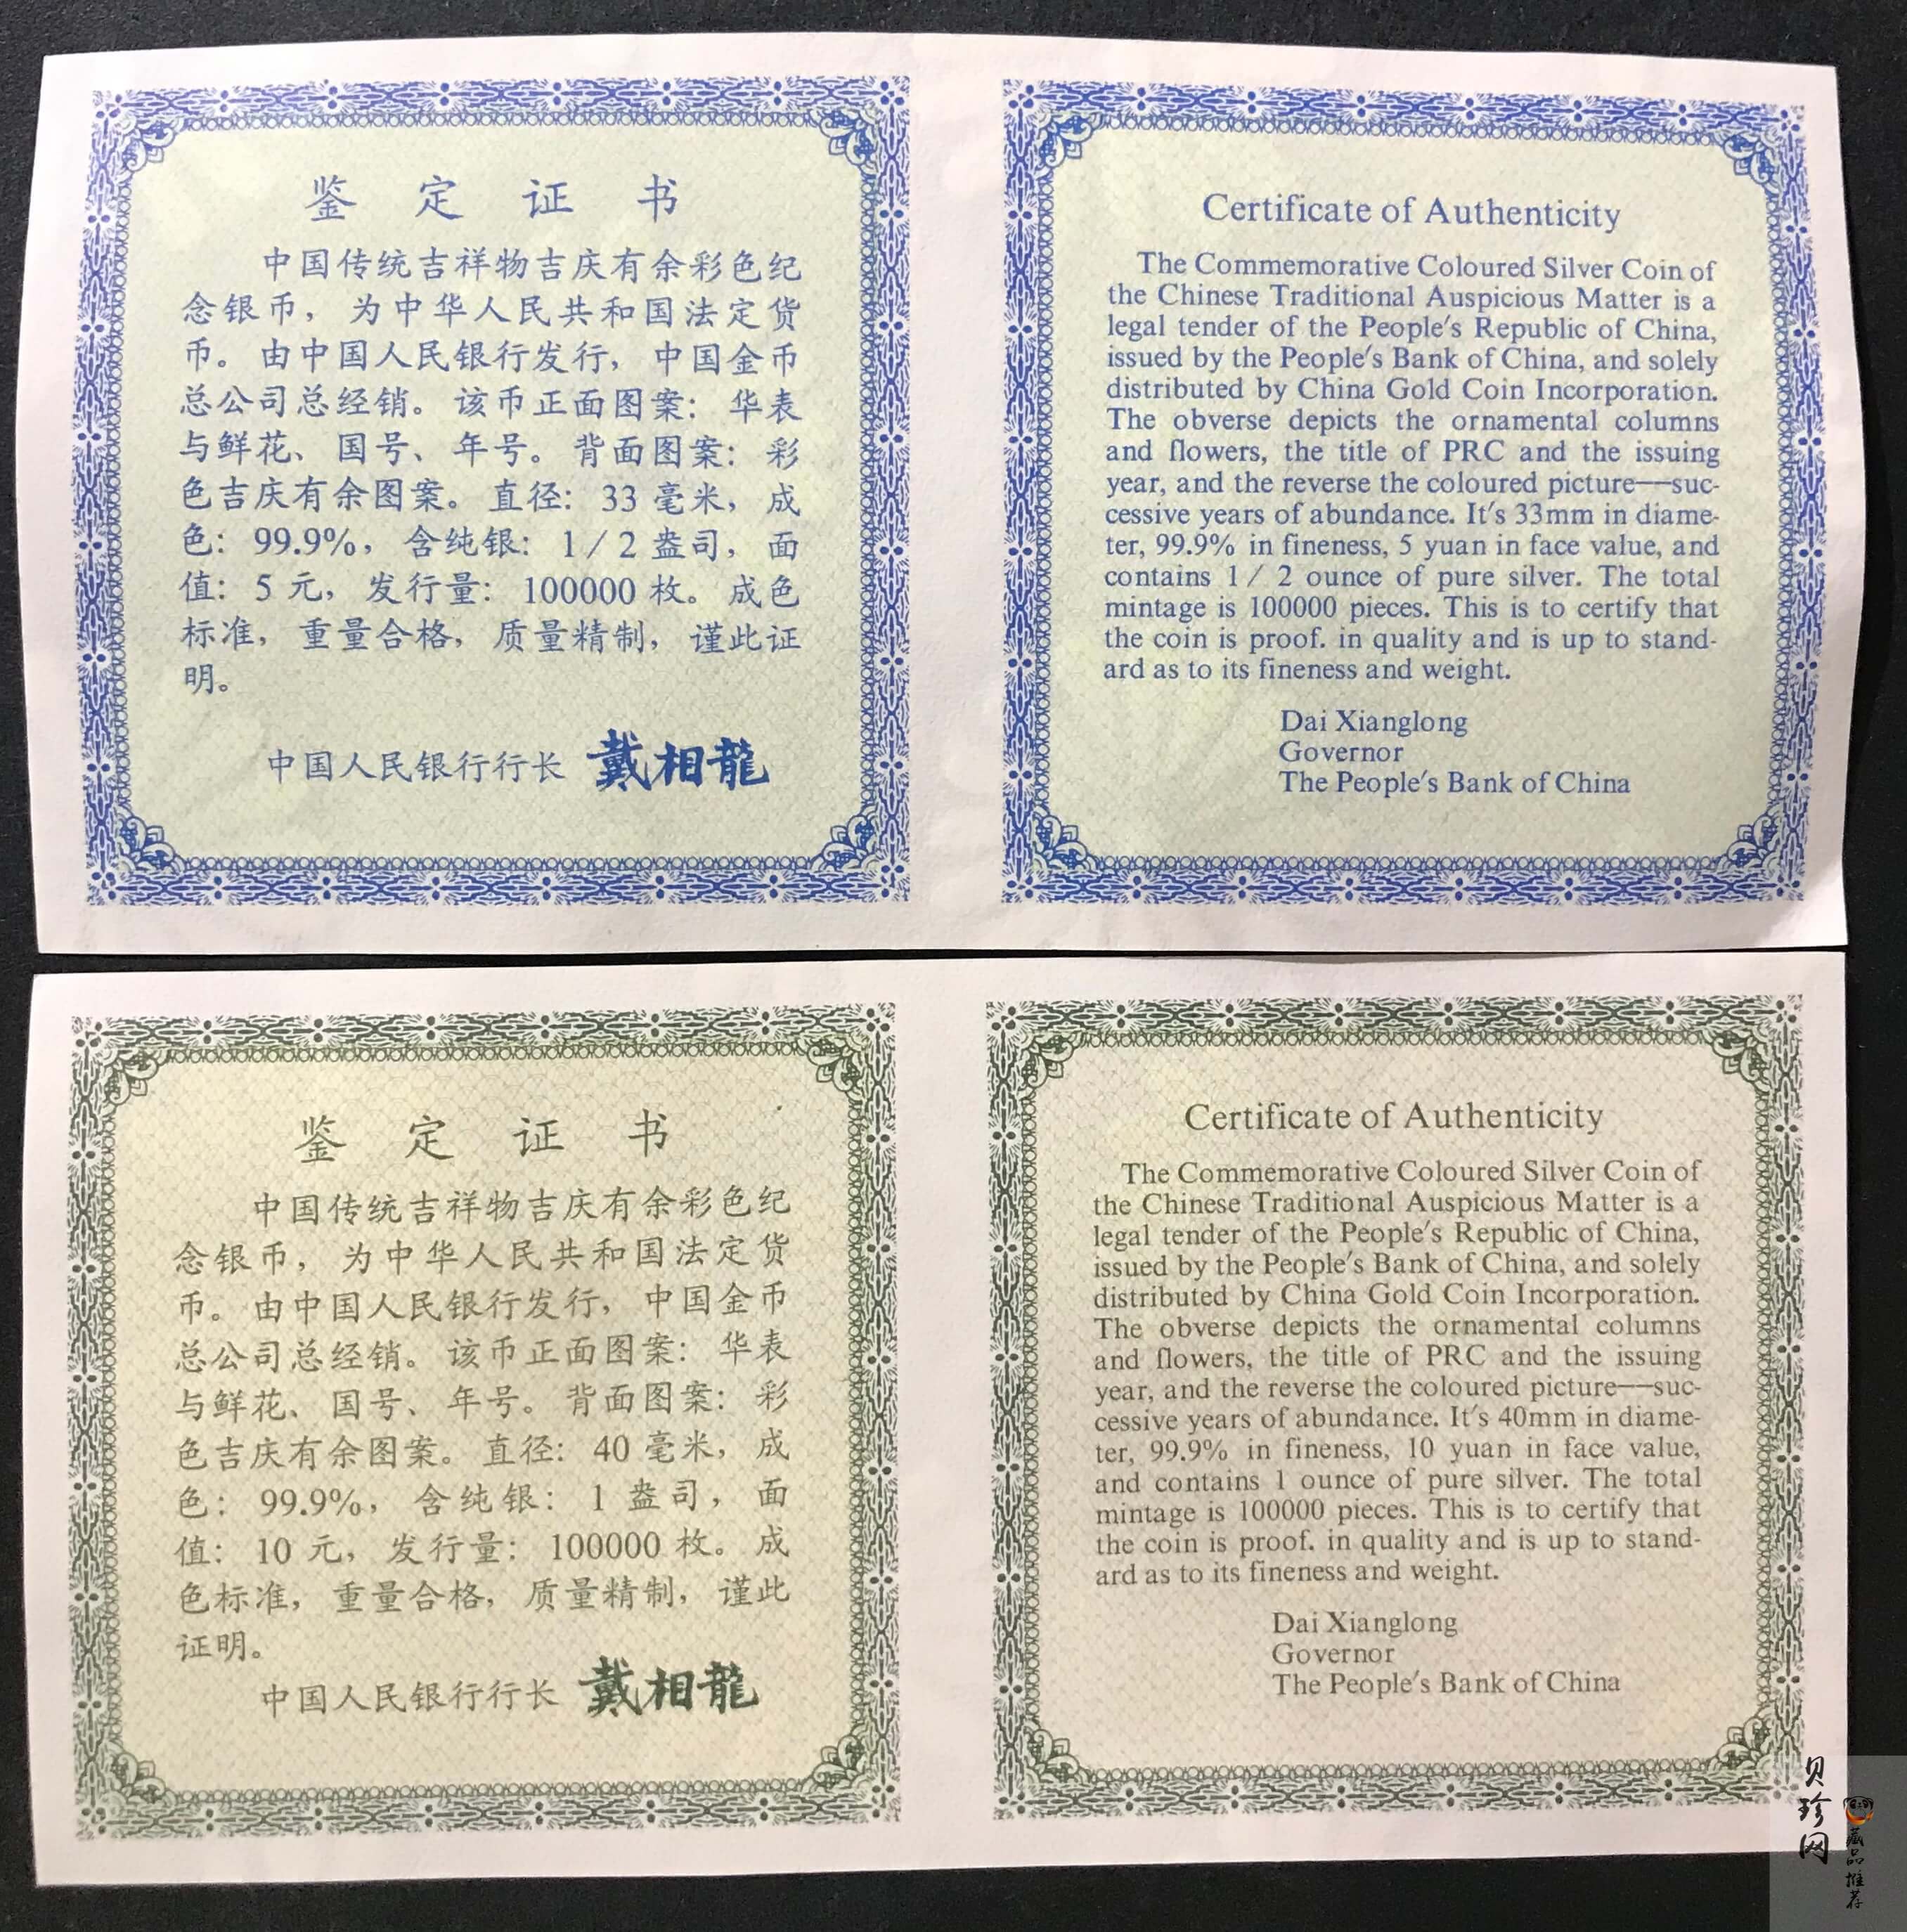 鉴定证书
中国传统吉祥物吉庆有余彩色纪
念银币，为中华人民共和国法定货
币。由中国人民银行发行，中国金币
总公司总经销。该币正面图案：华表
与鲜花、国号、年号。背面图案：彩
色吉庆有余图案。直径：33毫米，成
色：99.9%，含纯银：1/2盎司，面
值：5元，发行量：100000枚。成色
标准，重量合格，质量精制，谨此证
明。
中国人民银行行长 戴相龍
Certificate of Authenticity
The Commemorative Coloured Silver Coin of
the Chinese Traditional Auspicious Matter is a
legal tender of the People's Republic of China,
issued by the People's Bank of China, and solely
distributed by China Gold Coin Incorporation.
The obverse depicts the ornamental columns
and flowers, the title of PRC and the issuing
year, and the reverse the coloured picture——suc-
cessive years of abundance. It's 33mm in diame-
ter, 99.9% in fineness, 5 yuan in face value, and
contains 1/2 ounce of pure silver. The total
mintage is 100000 pieces. This is to certify that
the coin is proof. in quality and is up to stand-
ard as to its fineness and weight.
Dai Xianglong
Governor
The People's Bank of China
鉴定证书
中国传统吉祥物吉庆有余彩色纪
念银币，为中华人民共和国法定货
币。由中国人民银行发行，中国金币
总公司总经销。该币正面图案：华表
与鲜花、国号、年号。背面图案：彩
色吉庆有余图案。直径：40毫米，成
色：99.9%，含纯银：1盎司，面
值：10元，发行量：100000枚。成
色标准，重量合格，质量精制，谨此
证明。
中国人民银行行长 戴相龍
Certificate of Authenticity
The Commemorative Coloured Silver Coin of
the Chinese Traditional Auspicious Matter is a
legal tender of the People's Republic of China,
issued by the People's Bank of China, and solely
distributed by China Gold Coin Incorporation.
The obverse depicts the ornamental columns
and flowers, the title of PRC and the issuing
year, and the reverse the coloured picture——suc-
cessive years of abundance. It's 40mm in diame-
ter, 99.9% in fineness, 10 yuan in face value,
and contains 1 ounce of pure silver. The total
mintage is 100000 pieces. This is to certify that
the coin is proof. in quality and is up to stand-
ard as to its fineness and weight.
Dai Xianglong
Governor
The People's Bank of China
贝珍网
藏品推荐